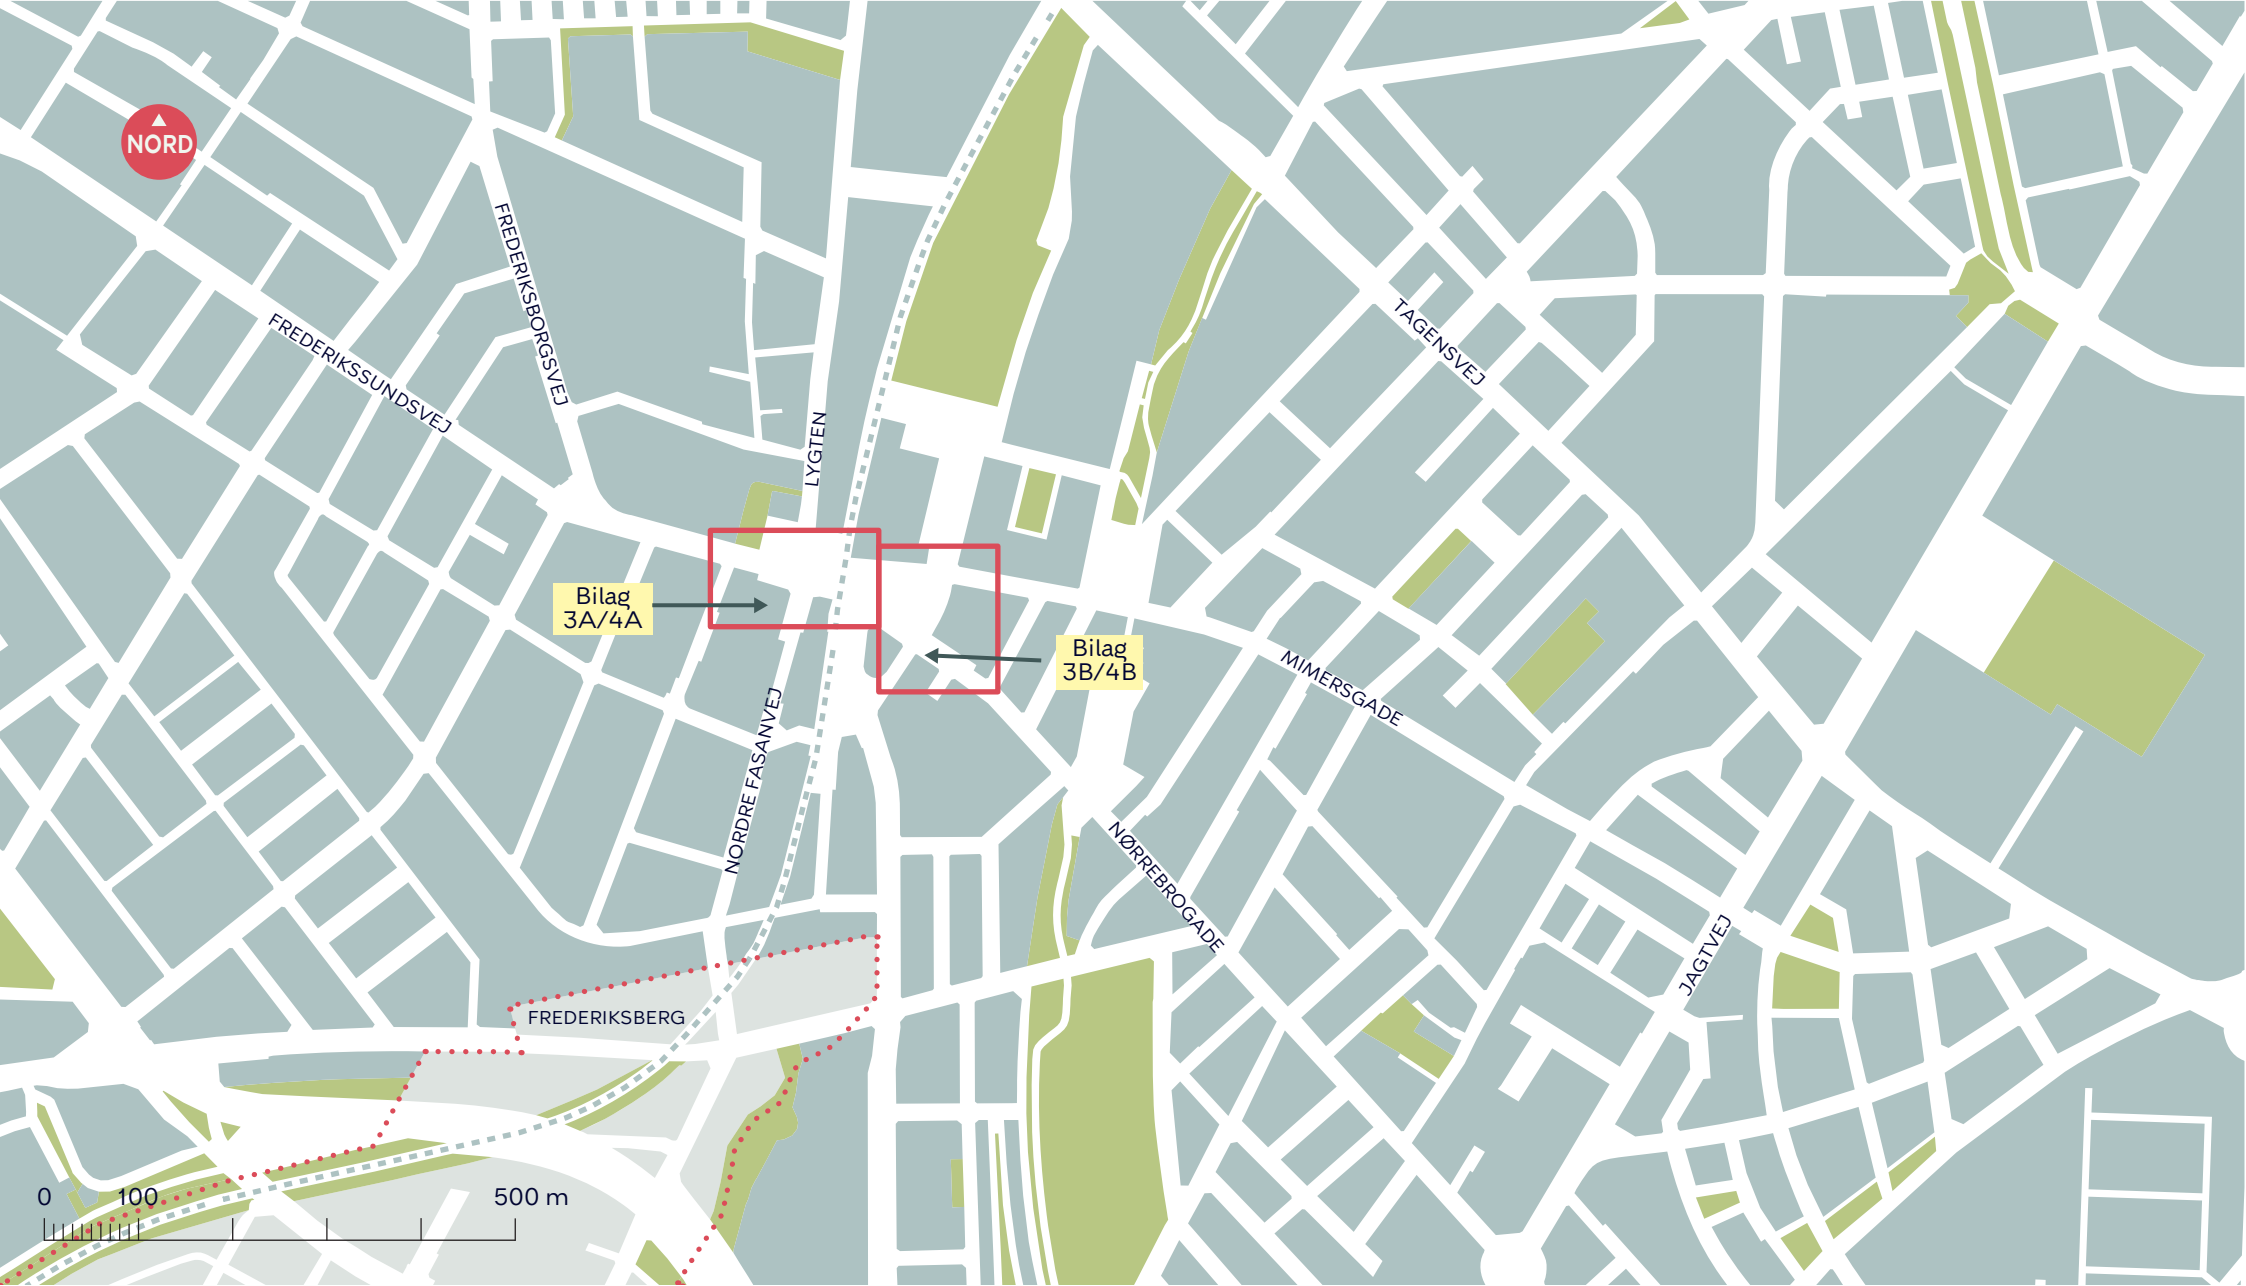 NORD
FREDERIKSBORGSVEJ
FREDERIKSSUNDSVEJ
TAGENSVEJ
LYGTEN
Bilag
3A/4A
Bilag
3B/4B
MIMERSGADE
NORDRE FASANVEJ
NØRREBROGADE
JAGTVEJ
FREDERIKSBERG
0 100 500 m